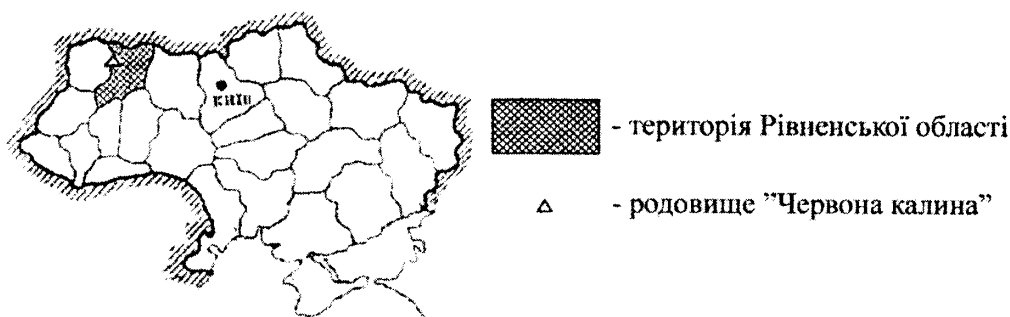 київ
- територія Рівненської області
- родовище ”Червона калина”